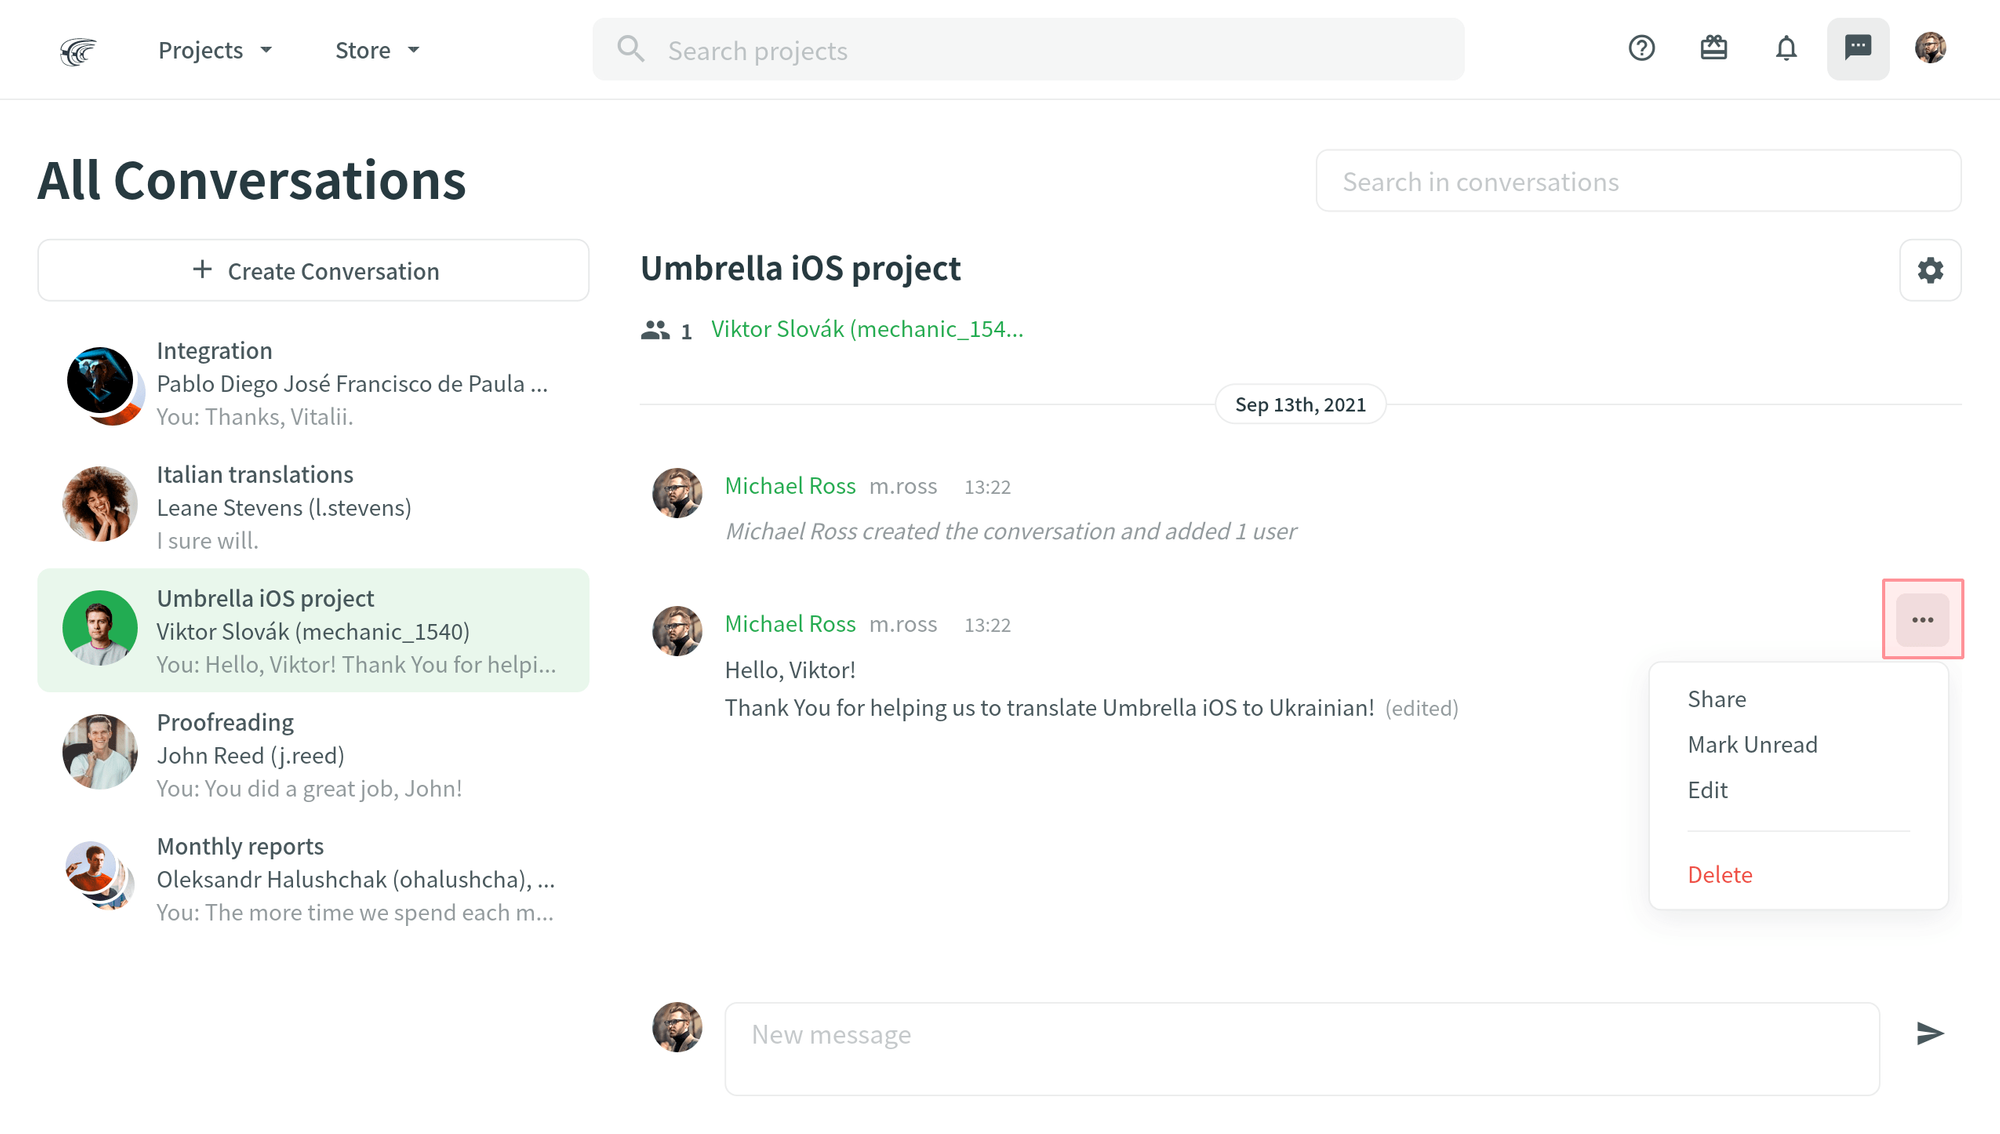 Projects
Store
Search projects
All Conversations
Search in conversations
Create Conversation
Integration
Pablo Diego José Francisco de Paula ...
You: Thanks, Vitalii.
Italian translations
Leane Stevens (l.stevens)
I sure will.
Umbrella iOS project
Viktor Slovák (mechanic_1540)
You: Hello, Viktor! Thank You for helpi...
Proofreading
John Reed (j.reed)
You: You did a great job, John!
Monthly reports
Oleksandr Halushchak (ohalushcha), ...
You: The more time we spend each m...
Umbrella iOS project
1 Viktor Slovák (mechanic_154...
Sep 13th, 2021
Michael Ross m.ross 13:22
Michael Ross created the conversation and added 1 user
Michael Ross m.ross 13:22
Hello, Viktor!
Thank You for helping us to translate Umbrella iOS to Ukrainian! (edited)
Share
Mark Unread
Edit
Delete
New message